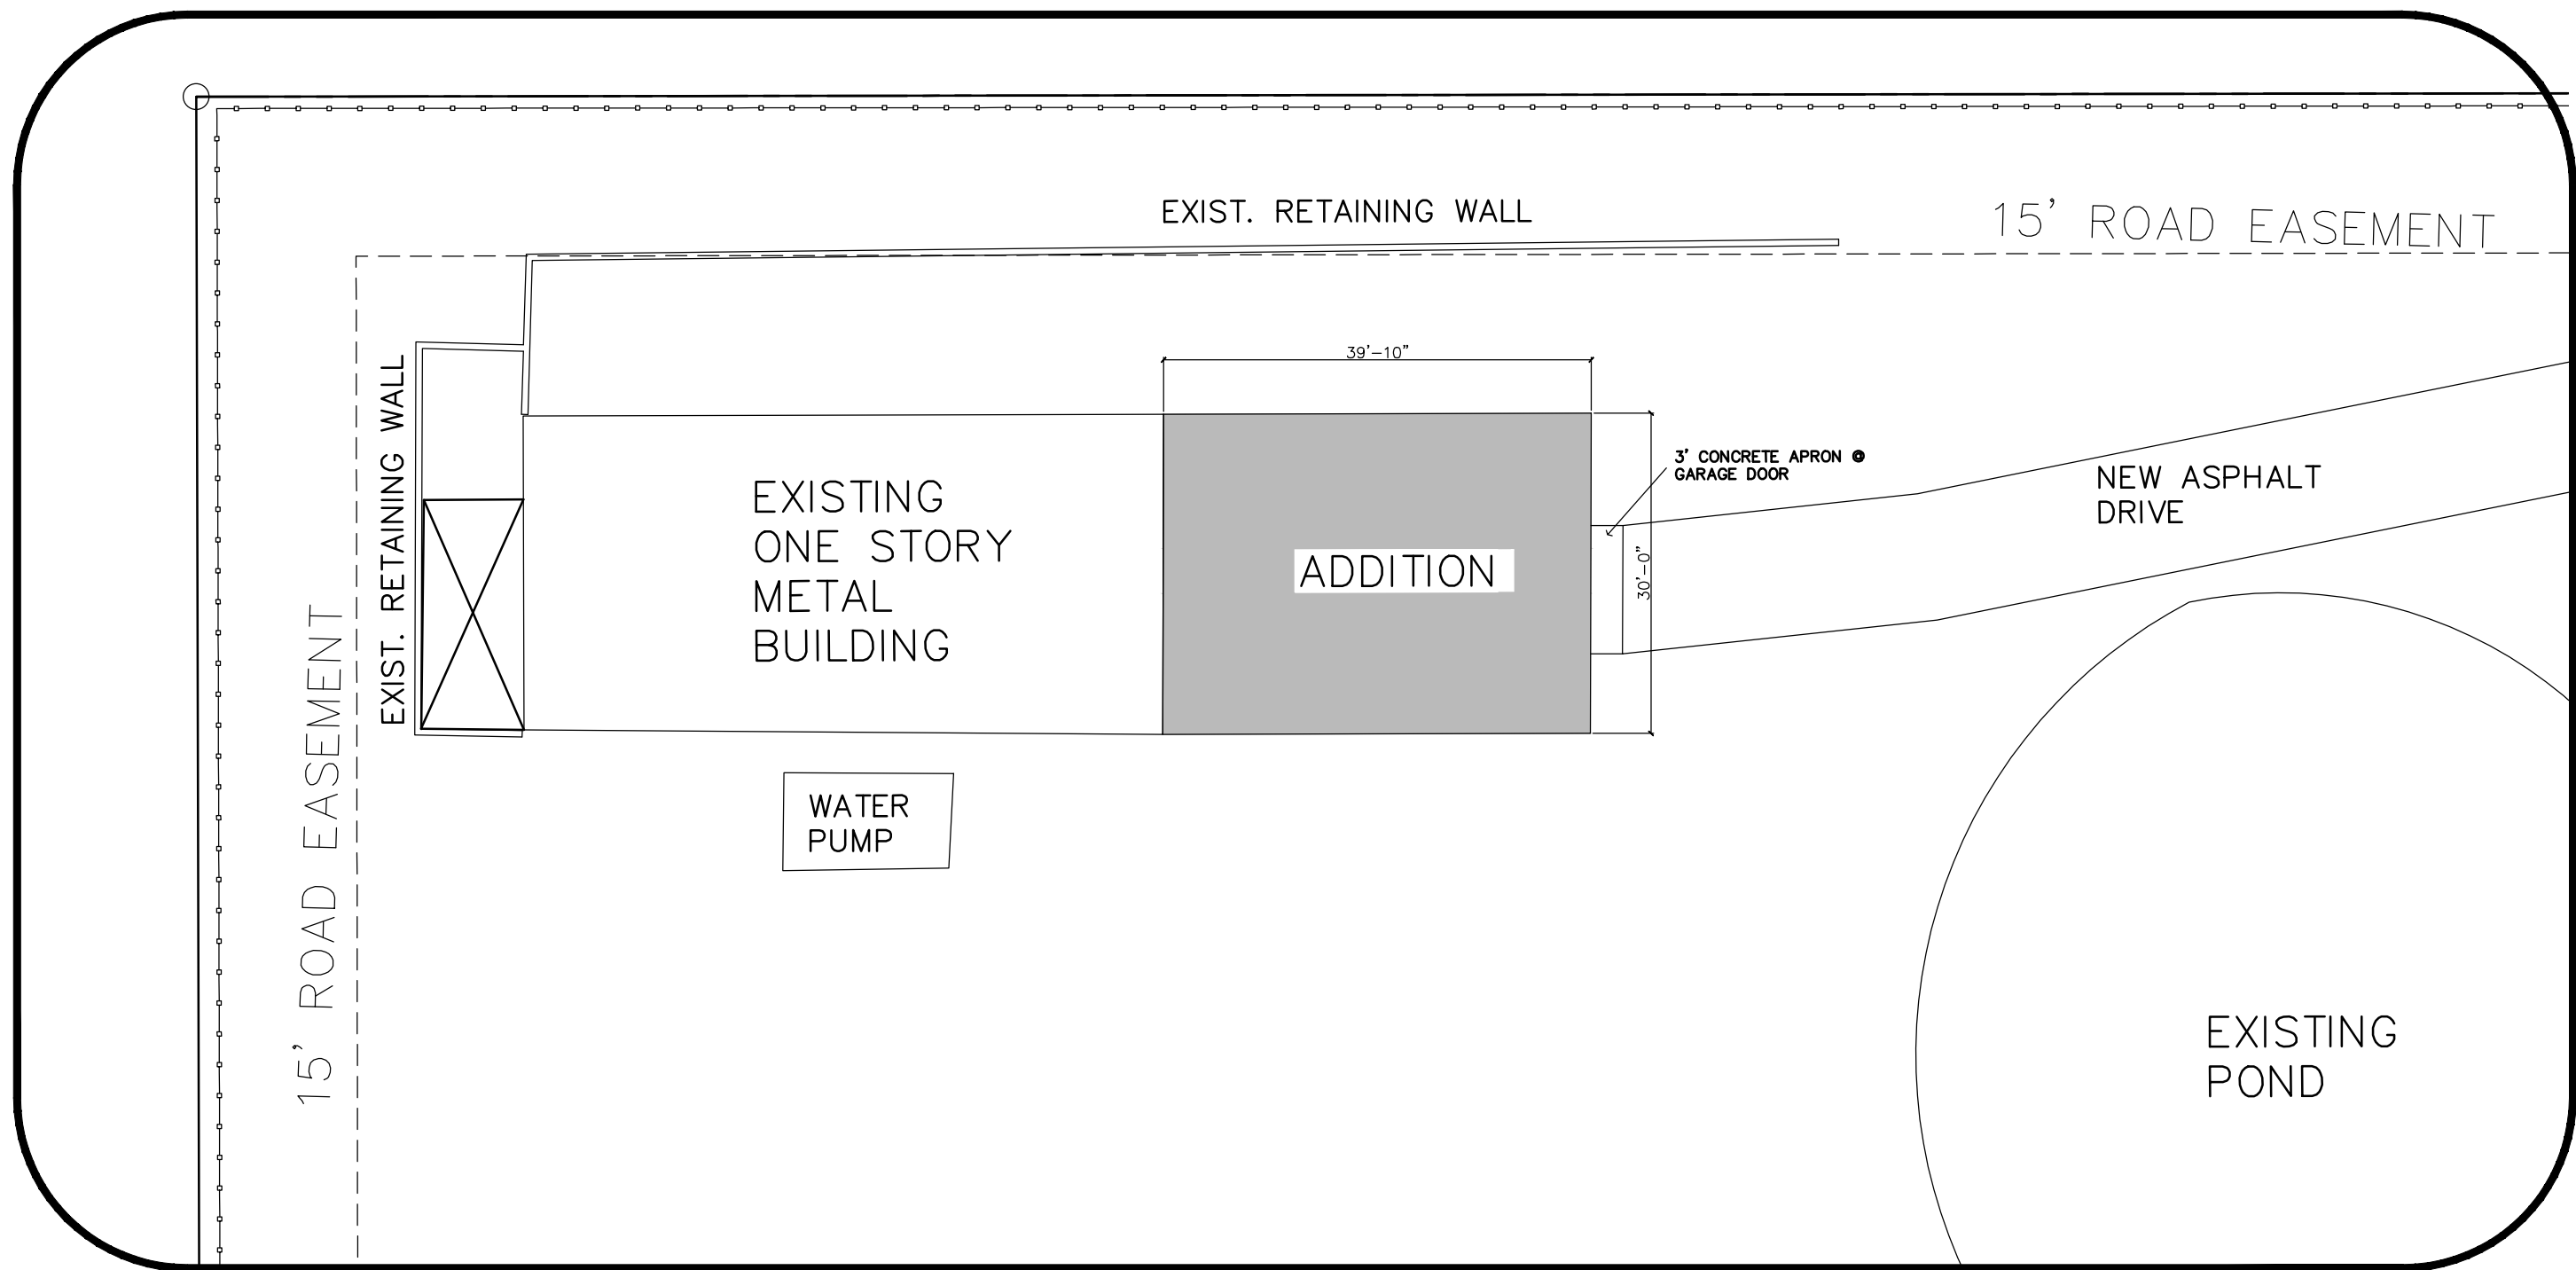 EXIST. RETAINING WALL
15' ROAD EASEMENT
39'-10"
EXIST. RETAINING WALL
3' CONCRETE APRON @
GARAGE DOOR
NEW ASPHALT
DRIVE
EXISTING
ONE STORY
METAL
BUILDING
ADDITION
30'-0"
15' ROAD EASEMENT
WATER
PUMP
EXISTING
POND